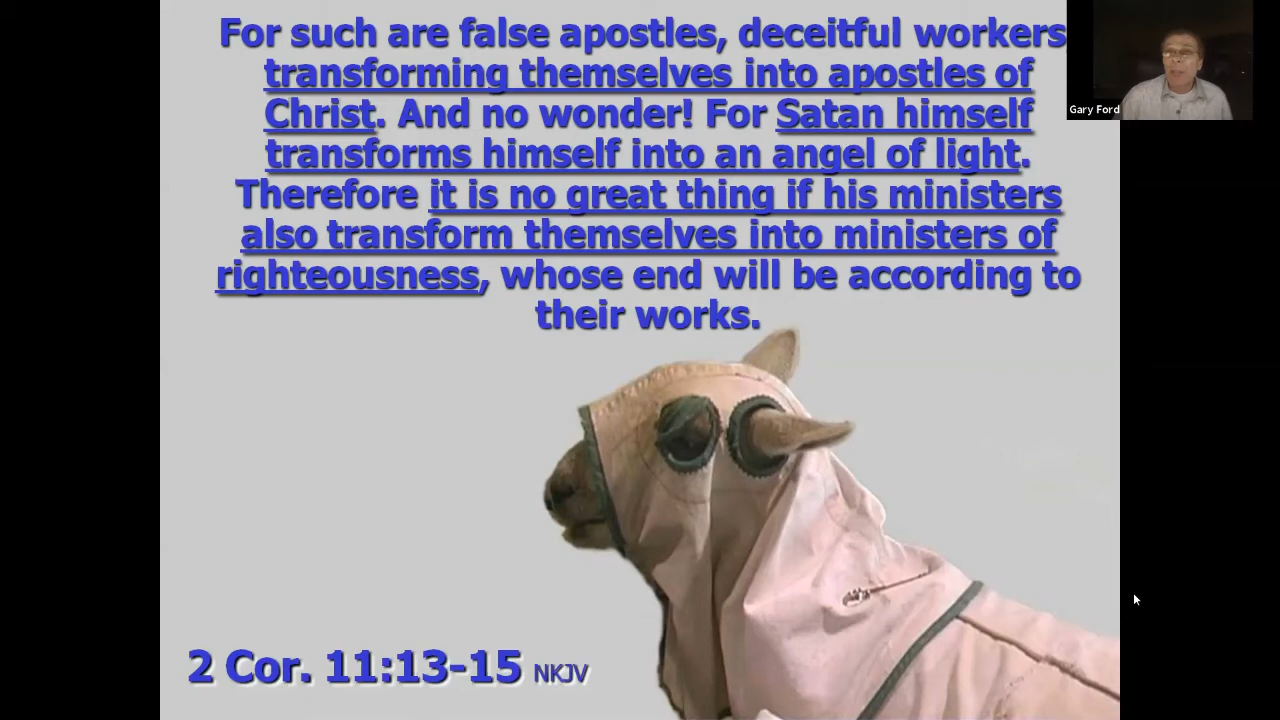 For such are false apostles, deceitful workers
transforming themselves into apostles of
Christ. And no wonder! For Satan himself
transforms himself into an angel of light.
Therefore it is no great thing if his ministers
also transform themselves into ministers of
righteousness, whose end will be according to
their works.
Gary Ford
2 Cor. 11:13-15 NKJV